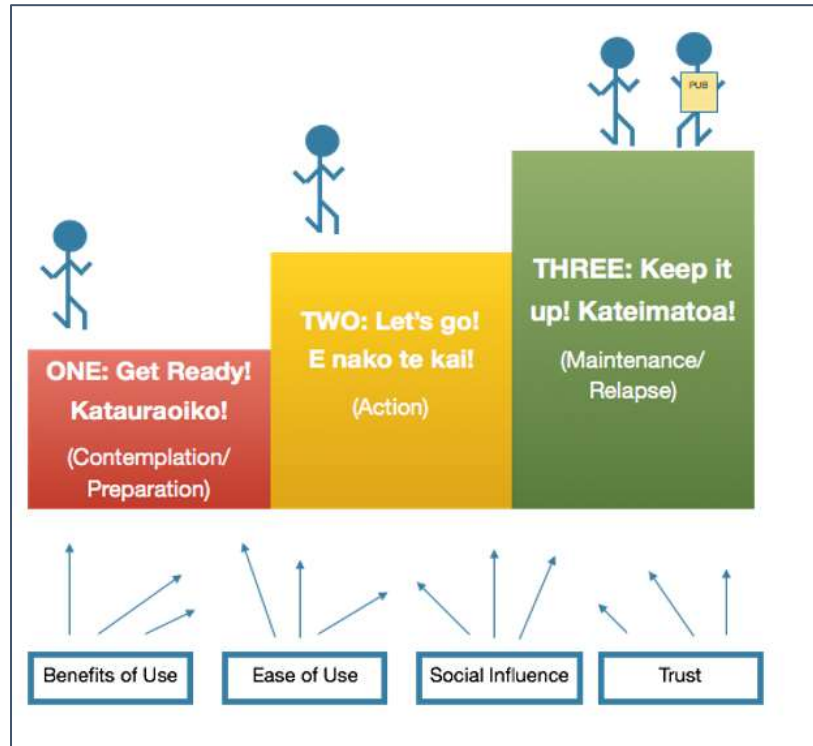 PUB
ONE: Get Ready!
Katauraoiko!
(Contemplation/
Preparation)
TWO: Let's go!
E nako te kai!
(Action)
THREE: Keep it
up! Kateimatoa!
(Maintenance/
Relapse)
Benefits of Use
Ease of Use
Social Influence
Trust